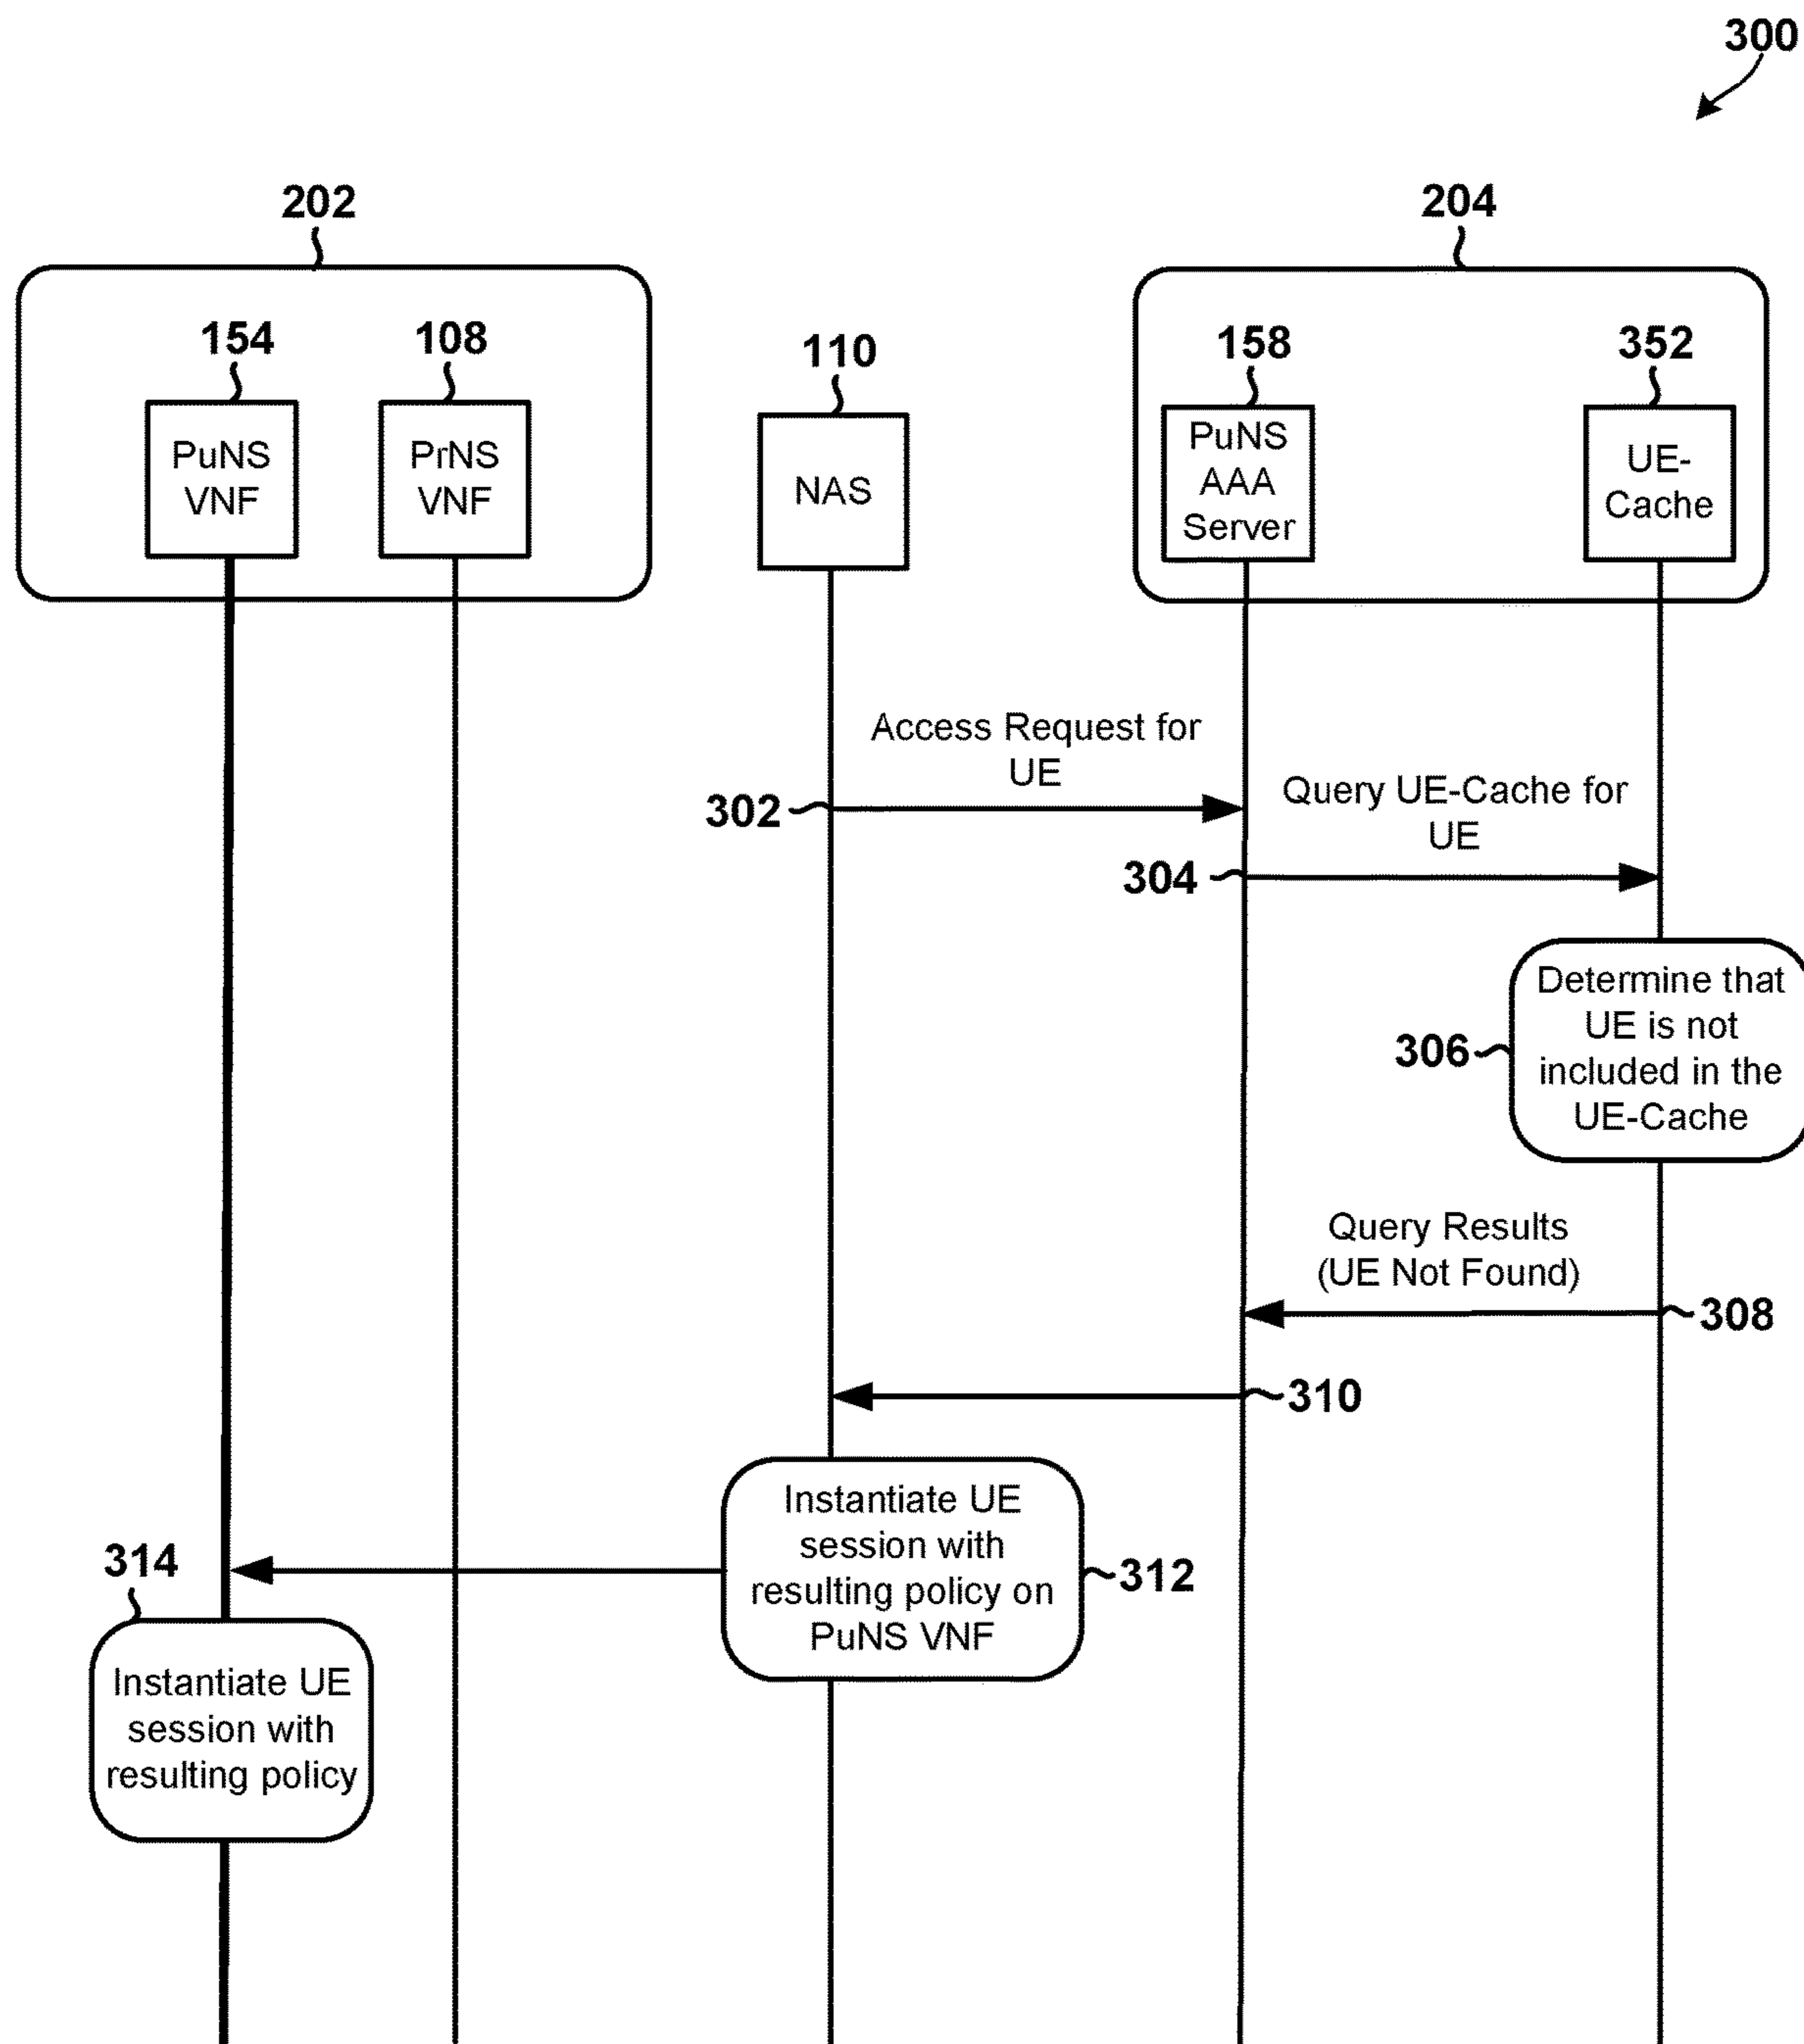 300
202
204
154
108
110
158
352
PuNS
VNF
PrNS
VNF
NAS
PuNS
AAA
Server
UE-
Cache
Access Request for
UE
302
Query UE-Cache for
UE
304
Determine that
UE is not
included in the
UE-Cache
306
Query Results
(UE Not Found)
308
310
Instantiate UE
session with
resulting policy on
PuNS VNF
312
314
Instantiate UE
session with
resulting policy